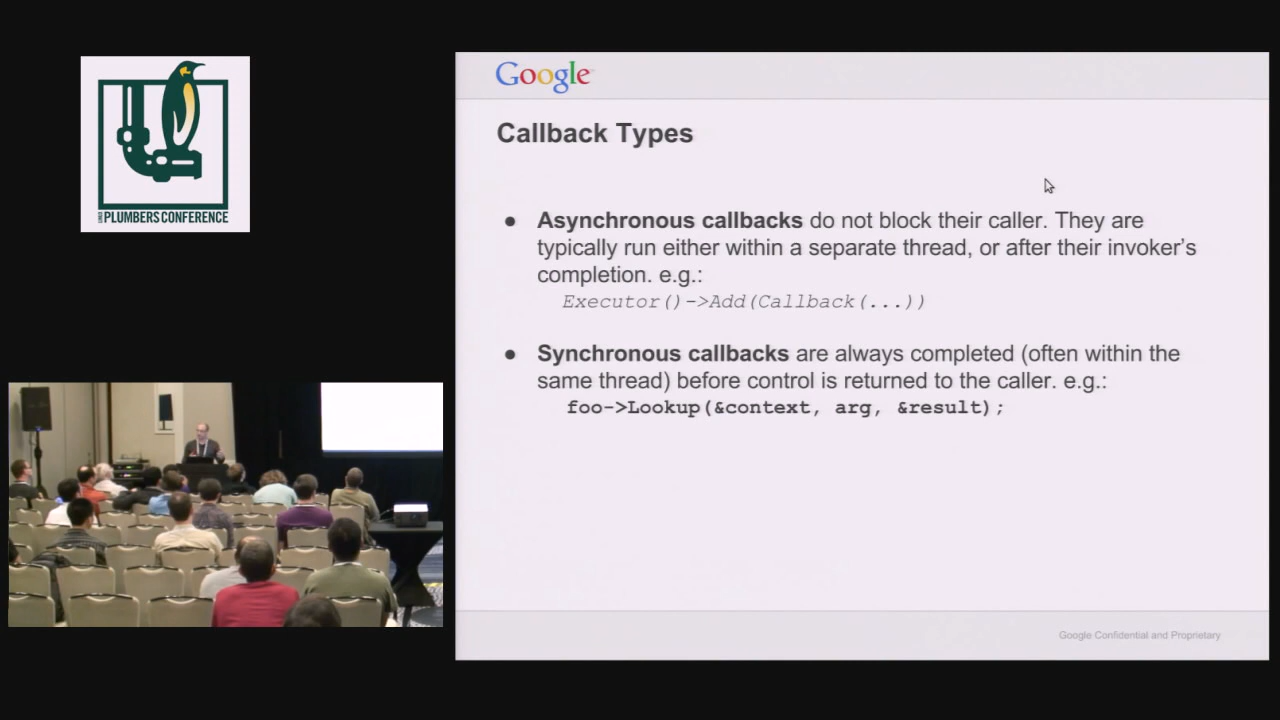 LINUX PLUMBERS CONFERENCE
Google
Callback Types
● Asynchronous callbacks do not block their caller. They are
typically run either within a separate thread, or after their invoker's
completion. e.g.:
Executor()->Add(Callback(...))
● Synchronous callbacks are always completed (often within the
same thread) before control is returned to the caller. e.g.:
foo->Lookup(&context, arg, &result);
Google Confidential and Proprietary